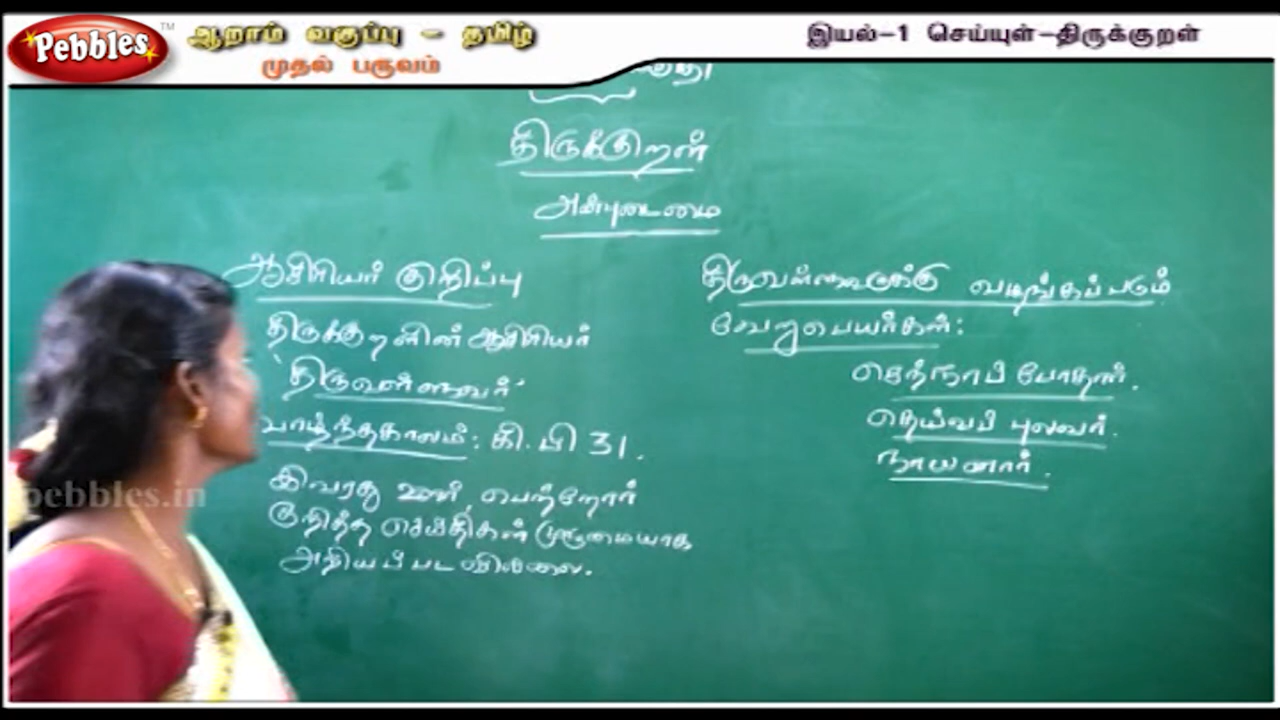 Pebbles™
ஆறாம் வகுப்பு – தமிழ்
முதல் பருவம்
இயல்-1 செய்யுள்-திருக்குறள்
திருக்குறள்
அன்புடைமை
ஆசிரியர் குறிப்பு
திருக்குறளின் ஆசிரியர்
'திருவள்ளுவர்'
வாழ்ந்தகாலம் : கி. பி 31.
இவரது ஊர், பெற்றோர்
குறித்த செய்திகள் முழுமையாக
அறியப் படவில்லை.
திருவள்ளுவருக்கு வழங்கப்படும்
வேறுபெயர்கள் :
செந்நாப் போதார்.
தெய்வப் புலவர்.
நாயனார்.
pebbles.in